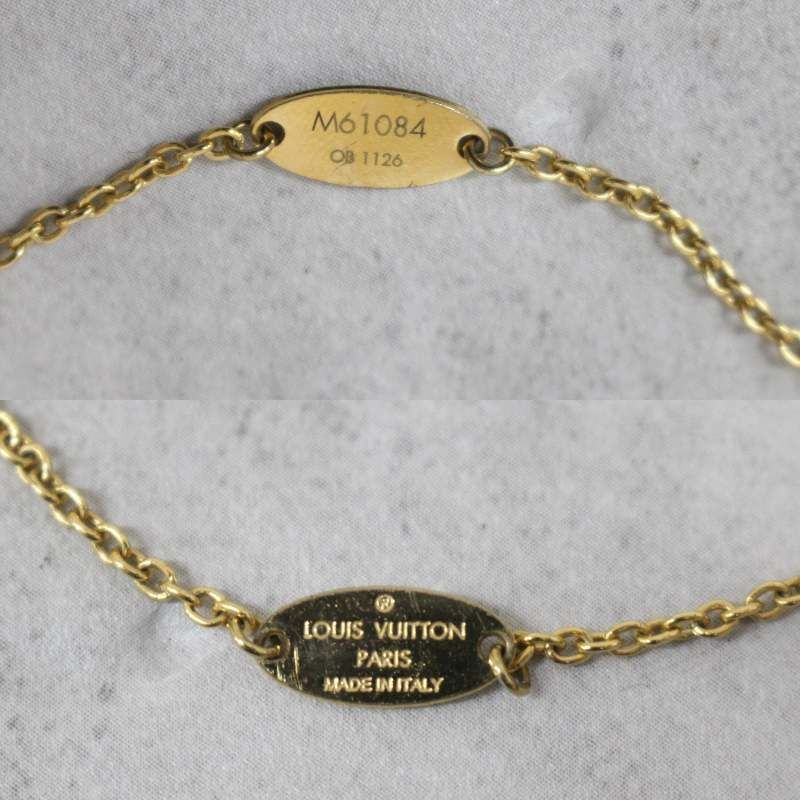 M61084
OB 1126
®
LOUIS VUITTON
PARIS
MADE IN ITALY